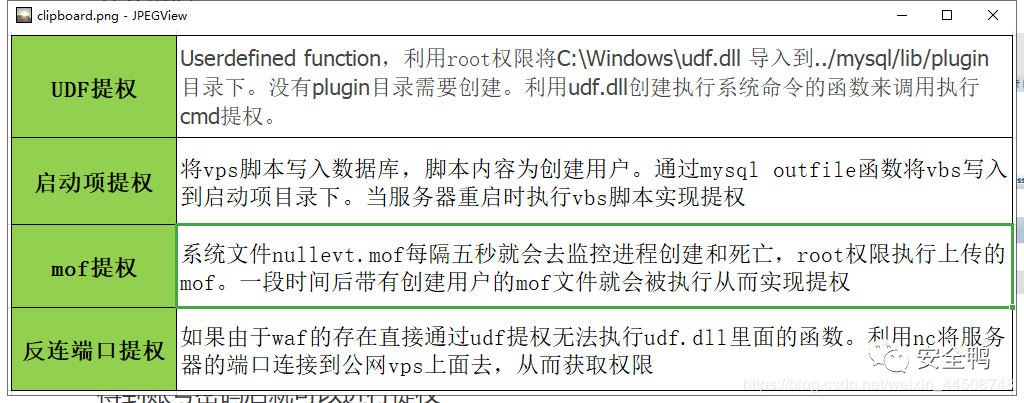 clipboard.png - JPEGView
UDF提权
Userdefined function，利用root权限将C:\Windows\udf.dll 导入到../mysql/lib/plugin
目录下。没有plugin目录需要创建。利用udf.dll创建执行系统命令的函数来调用执行
cmd提权。
启动项提权
将vps脚本写入数据库，脚本内容为创建用户。通过mysql outfile函数将vbs写入
到启动项目录下。当服务器重启时执行vbs脚本实现提权
mof提权
系统文件nullevt.mof每隔五秒就会去监控进程创建和死亡，root权限执行上传的
mof。一段时间后带有创建用户的mof文件就会被执行从而实现提权
反连端口提权
如果由于waf的存在直接通过udf提权无法执行udf.dll里面的函数。利用nc将服务
器的端口连接到公网vps上面去，从而获取权限
安全鸭
https://blog.csdn.net/weixin_44508748